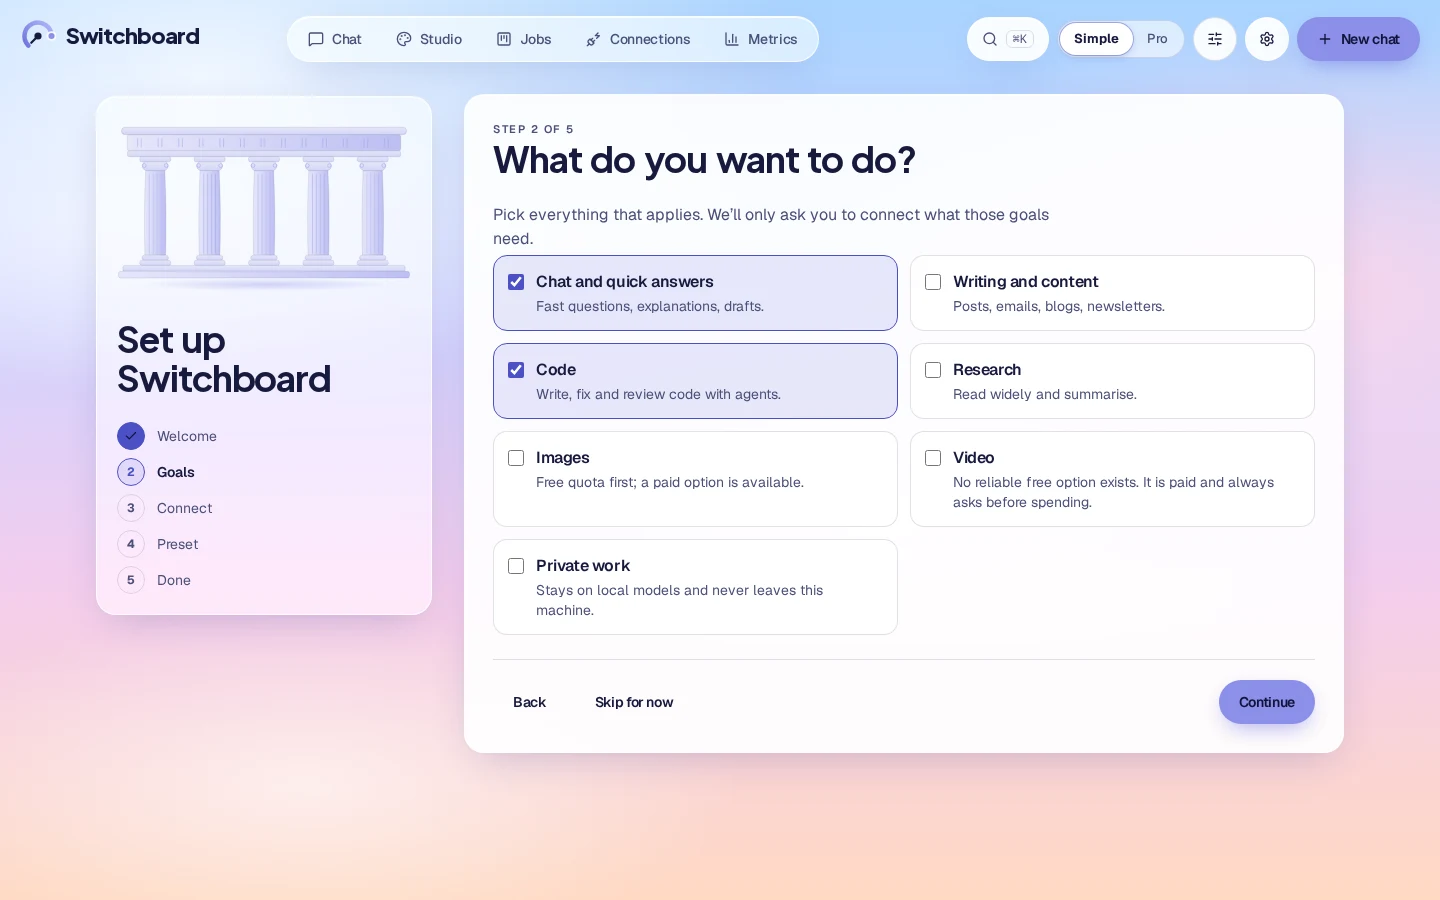 Switchboard
Chat
Studio
Jobs
Connections
Metrics
⌘K
Simple
Pro
New chat
Set up
Switchboard
Welcome
2 Goals
3 Connect
4 Preset
5 Done
STEP 2 OF 5
What do you want to do?
Pick everything that applies. We’ll only ask you to connect what those goals
need.
Chat and quick answers
Fast questions, explanations, drafts.
Writing and content
Posts, emails, blogs, newsletters.
Code
Write, fix and review code with agents.
Research
Read widely and summarise.
Images
Free quota first; a paid option is available.
Video
No reliable free option exists. It is paid and always
asks before spending.
Private work
Stays on local models and never leaves this
machine.
Back
Skip for now
Continue